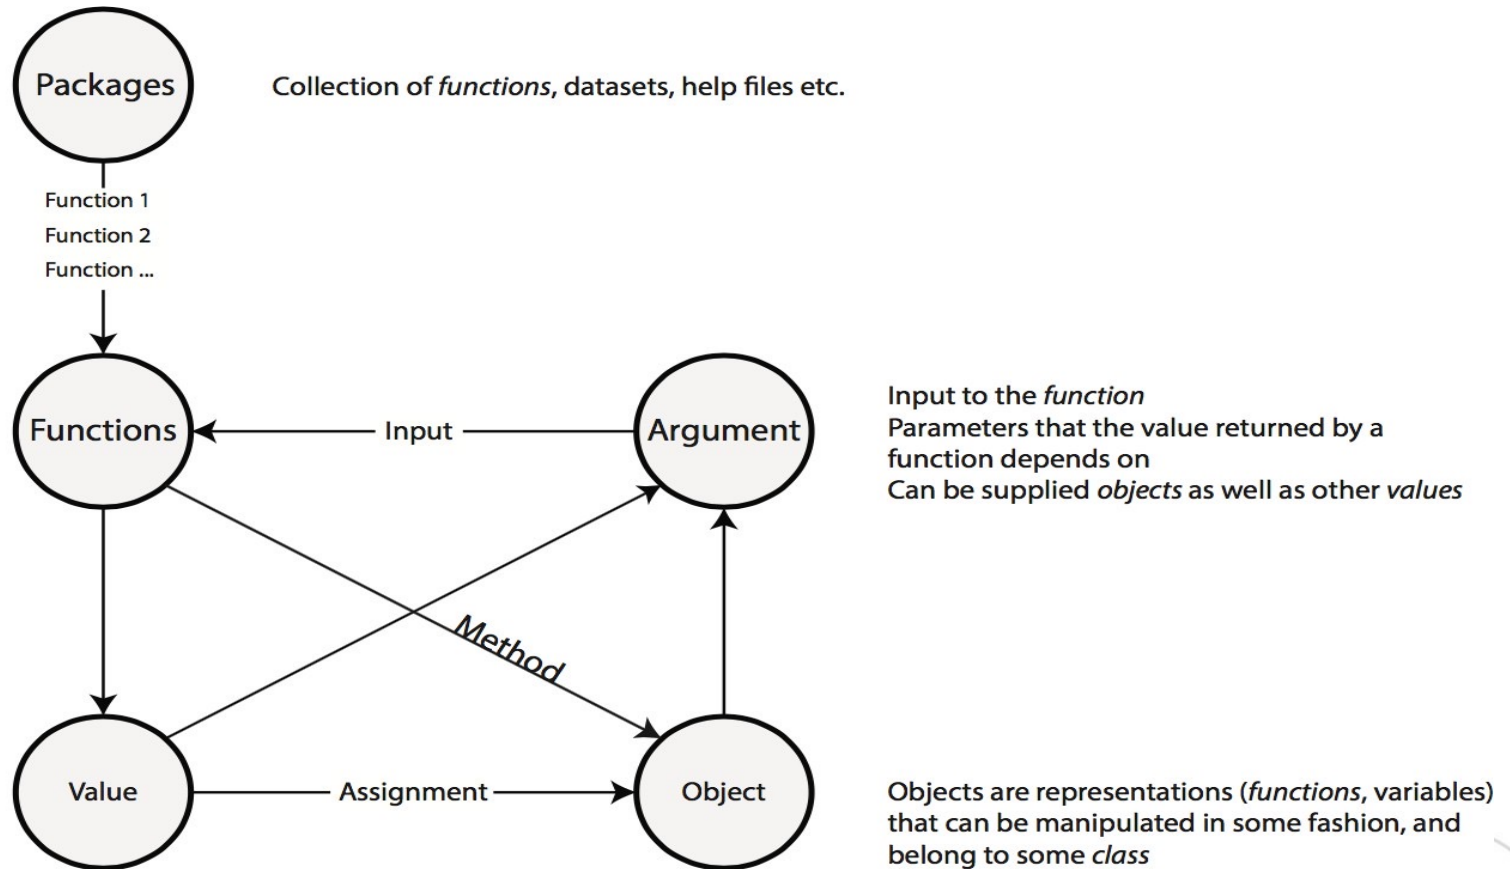 Packages
Collection of functions, datasets, help files etc.
Function 1
Function 2
Function ...
Functions
Input
Argument
Input to the function
Parameters that the value returned by a
function depends on
Can be supplied objects as well as other values
Method
Value
Assignment
Object
Objects are representations (functions, variables)
that can be manipulated in some fashion, and
belong to some class